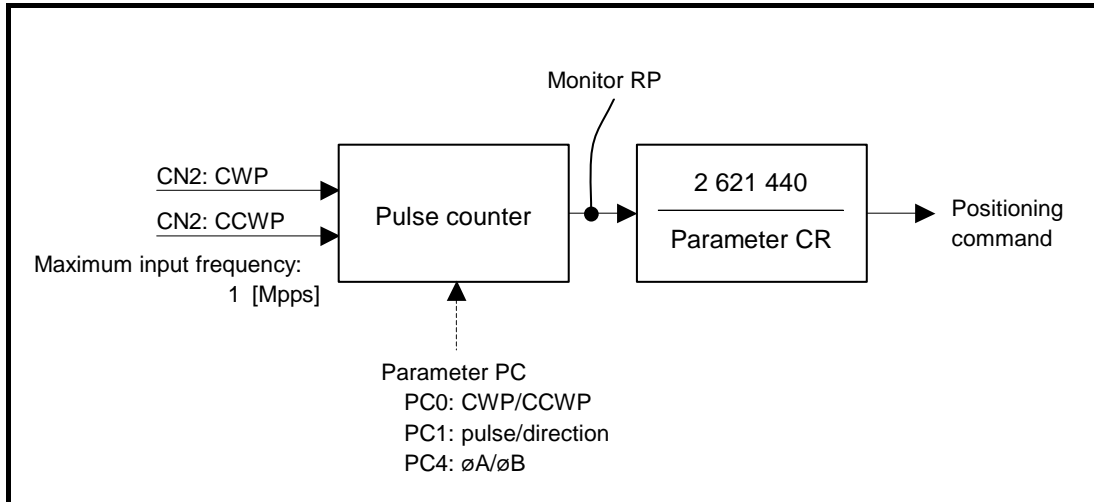 Monitor RP
CN2: CWP
CN2: CCWP
Maximum input frequency:
1 [Mpps]
Pulse counter
2 621 440
Parameter CR
Positioning
command
Parameter PC
PC0: CWP/CCWP
PC1: pulse/direction
PC4: øA/øB